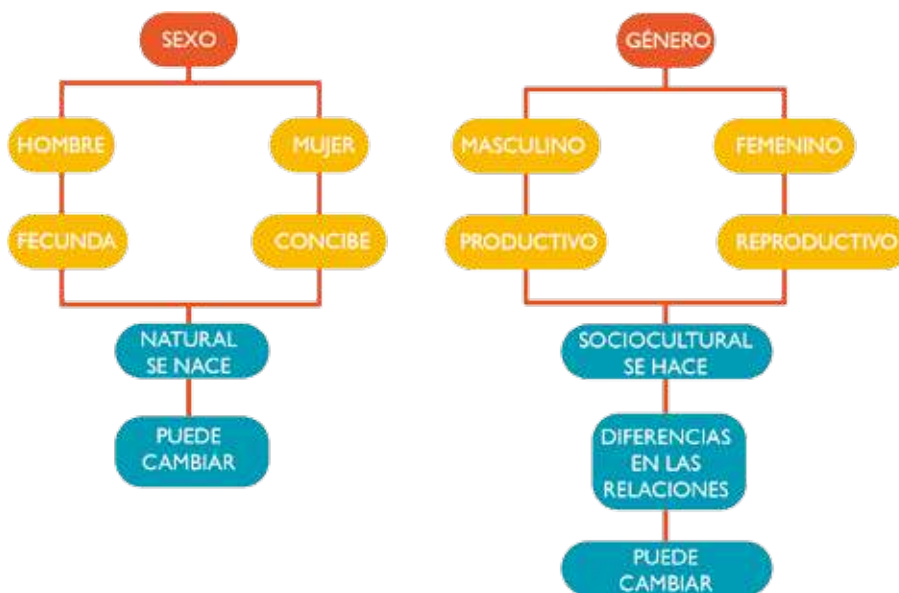 SEXO
HOMBRE
MUJER
FECUNDA
CONCIBE
NATURAL
SE NACE
PUEDE
CAMBIAR
GÉNERO
MASCULINO
FEMENINO
PRODUCTIVO
REPRODUCTIVO
SOCIOCULTURAL
SE HACE
DIFERENCIAS
EN LAS
RELACIONES
PUEDE
CAMBIAR